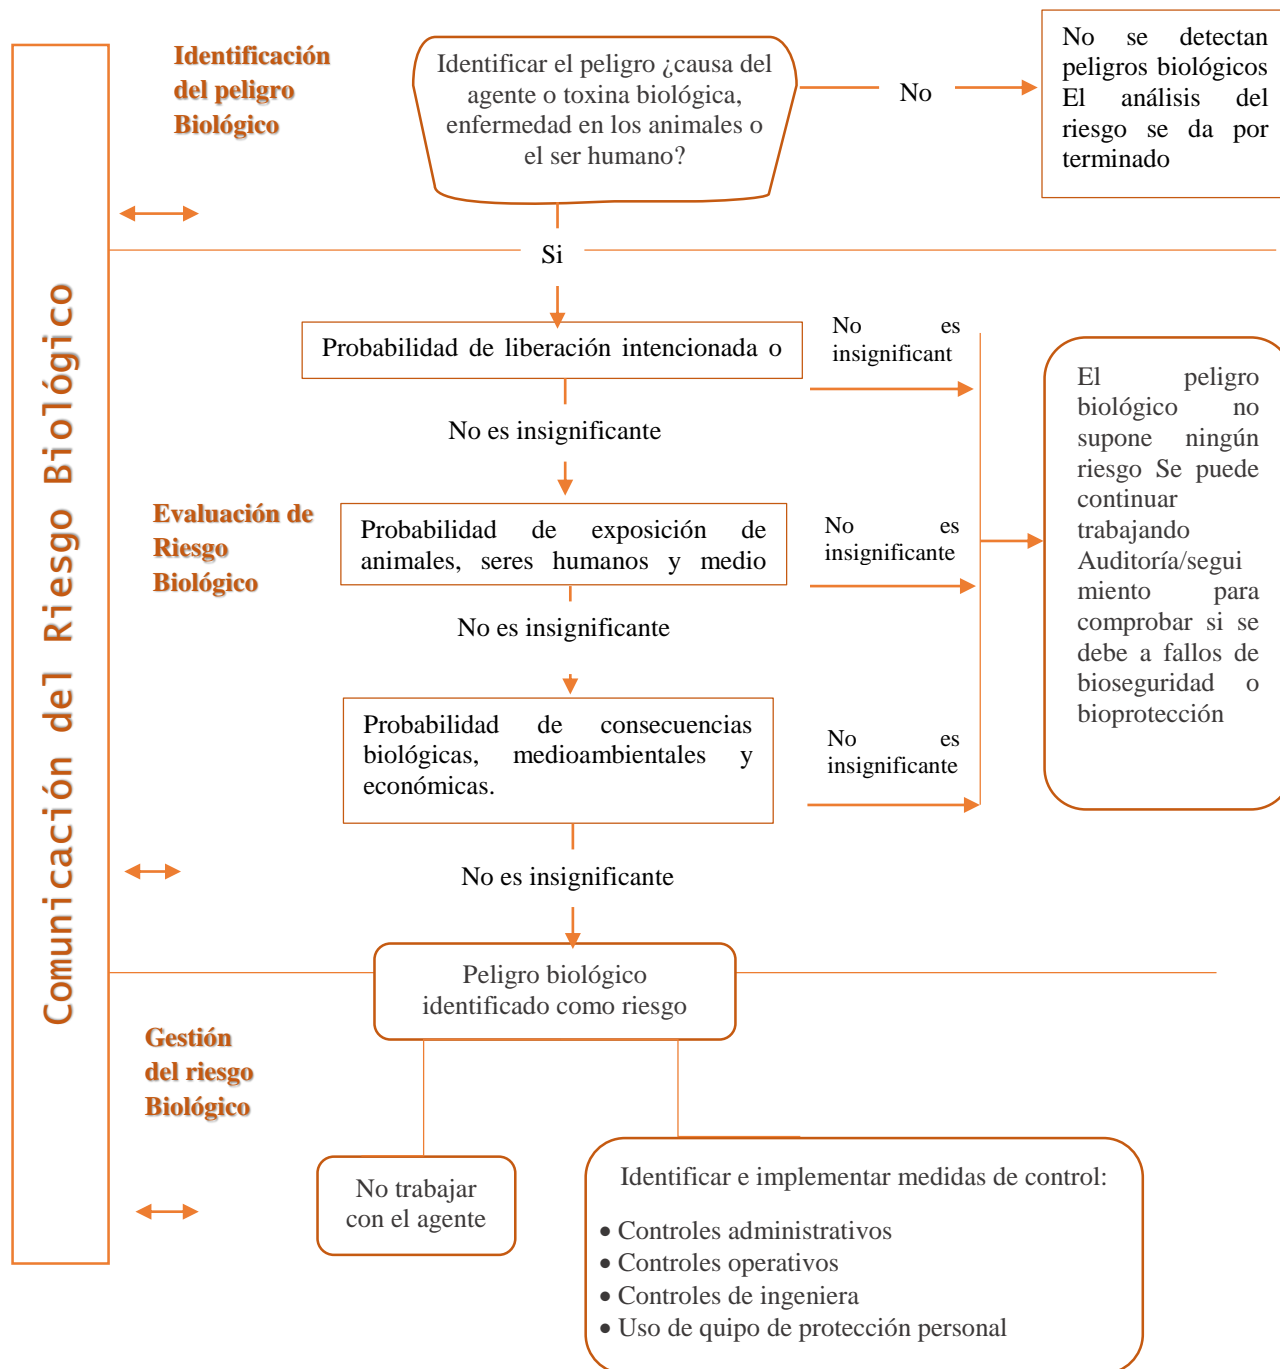 Comunicación del Riesgo Biológico
Identificación
del peligro
Biológico
Identificar el peligro ¿causa del
agente o toxina biológica,
enfermedad en los animales o
el ser humano?
No
No se detectan
peligros biológicos
El análisis del
riesgo se da por
terminado
Si
Probabilidad de liberación intencionada o
No es
insignificant
No es insignificante
Evaluación de
Riesgo
Biológico
Probabilidad de exposición de
animales, seres humanos y medio
No es
insignificante
No es insignificante
Probabilidad de consecuencias
biológicas, medioambientales y
económicas.
No es
insignificante
El peligro
biológico no
supone ningún
riesgo Se puede
continuar
trabajando
Auditoría/segui
miento para
comprobar si se
debe a fallos de
bioseguridad o
bioprotección
No es insignificante
Peligro biológico
identificado como riesgo
Gestión
del riesgo
Biológico
No trabajar
con el agente
Identificar e implementar medidas de control:
• Controles administrativos
• Controles operativos
• Controles de ingeniera
• Uso de quipo de protección personal